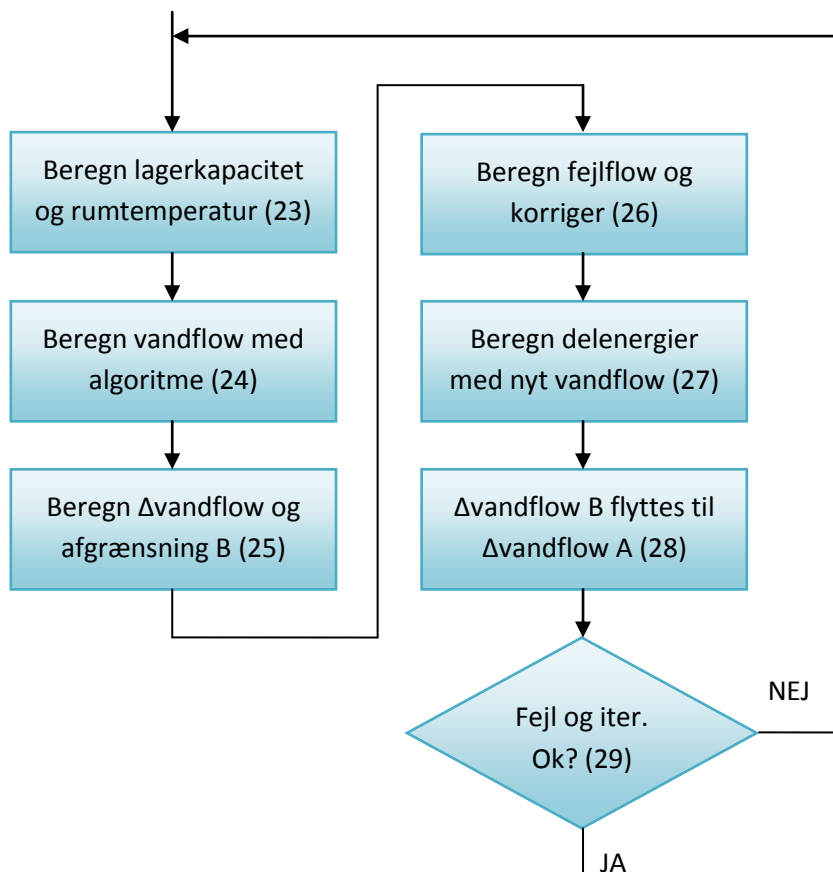 Beregn lagerkapacitet
og rumtemperatur (23)
Beregn vandflow med
algoritme (24)
Beregn Δvandflow og
afgrænsning B (25)
Beregn fejlflow og
korriger (26)
Beregn delenergier
med nyt vandflow (27)
Δvandflow B flyttes til
Δvandflow A (28)
Fejl og iter.
Ok? (29)
NEJ
JA